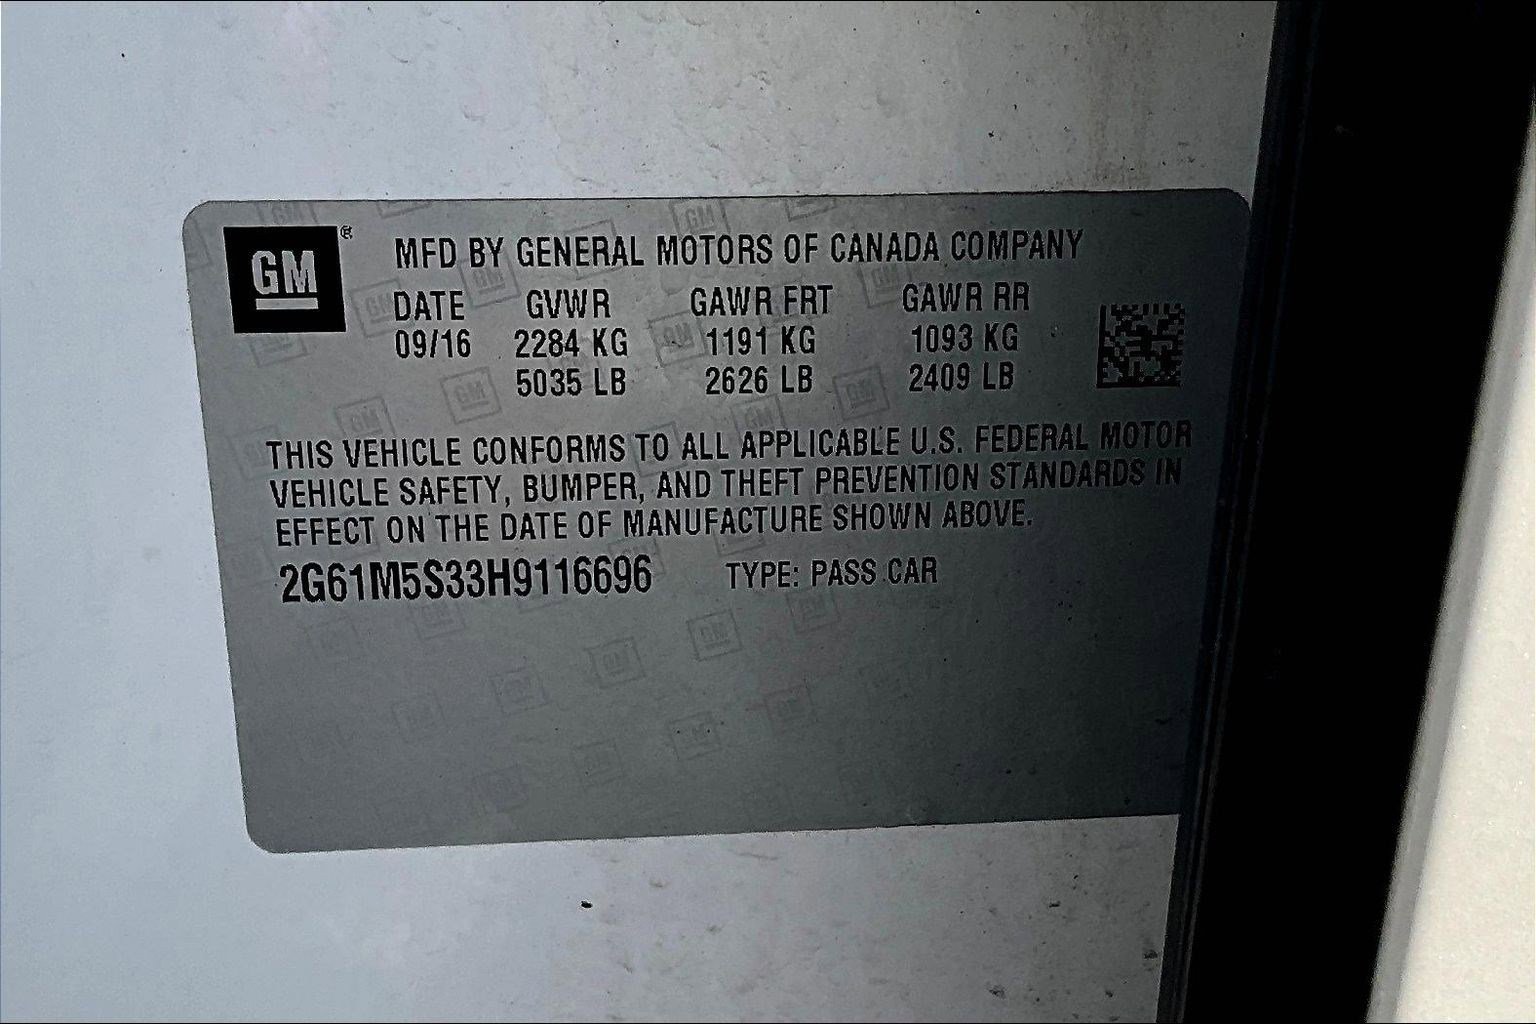 GM®
MFD BY GENERAL MOTORS OF CANADA COMPANY
DATE GVWR GAWR FRT GAWR RR
09/16 2284 KG 1191 KG 1093 KG
5035 LB 2626 LB 2409 LB
THIS VEHICLE CONFORMS TO ALL APPLICABLE U.S. FEDERAL MOTOR
VEHICLE SAFETY, BUMPER, AND THEFT PREVENTION STANDARDS IN
EFFECT ON THE DATE OF MANUFACTURE SHOWN ABOVE.
2G61M5S33H9116696 TYPE: PASS CAR